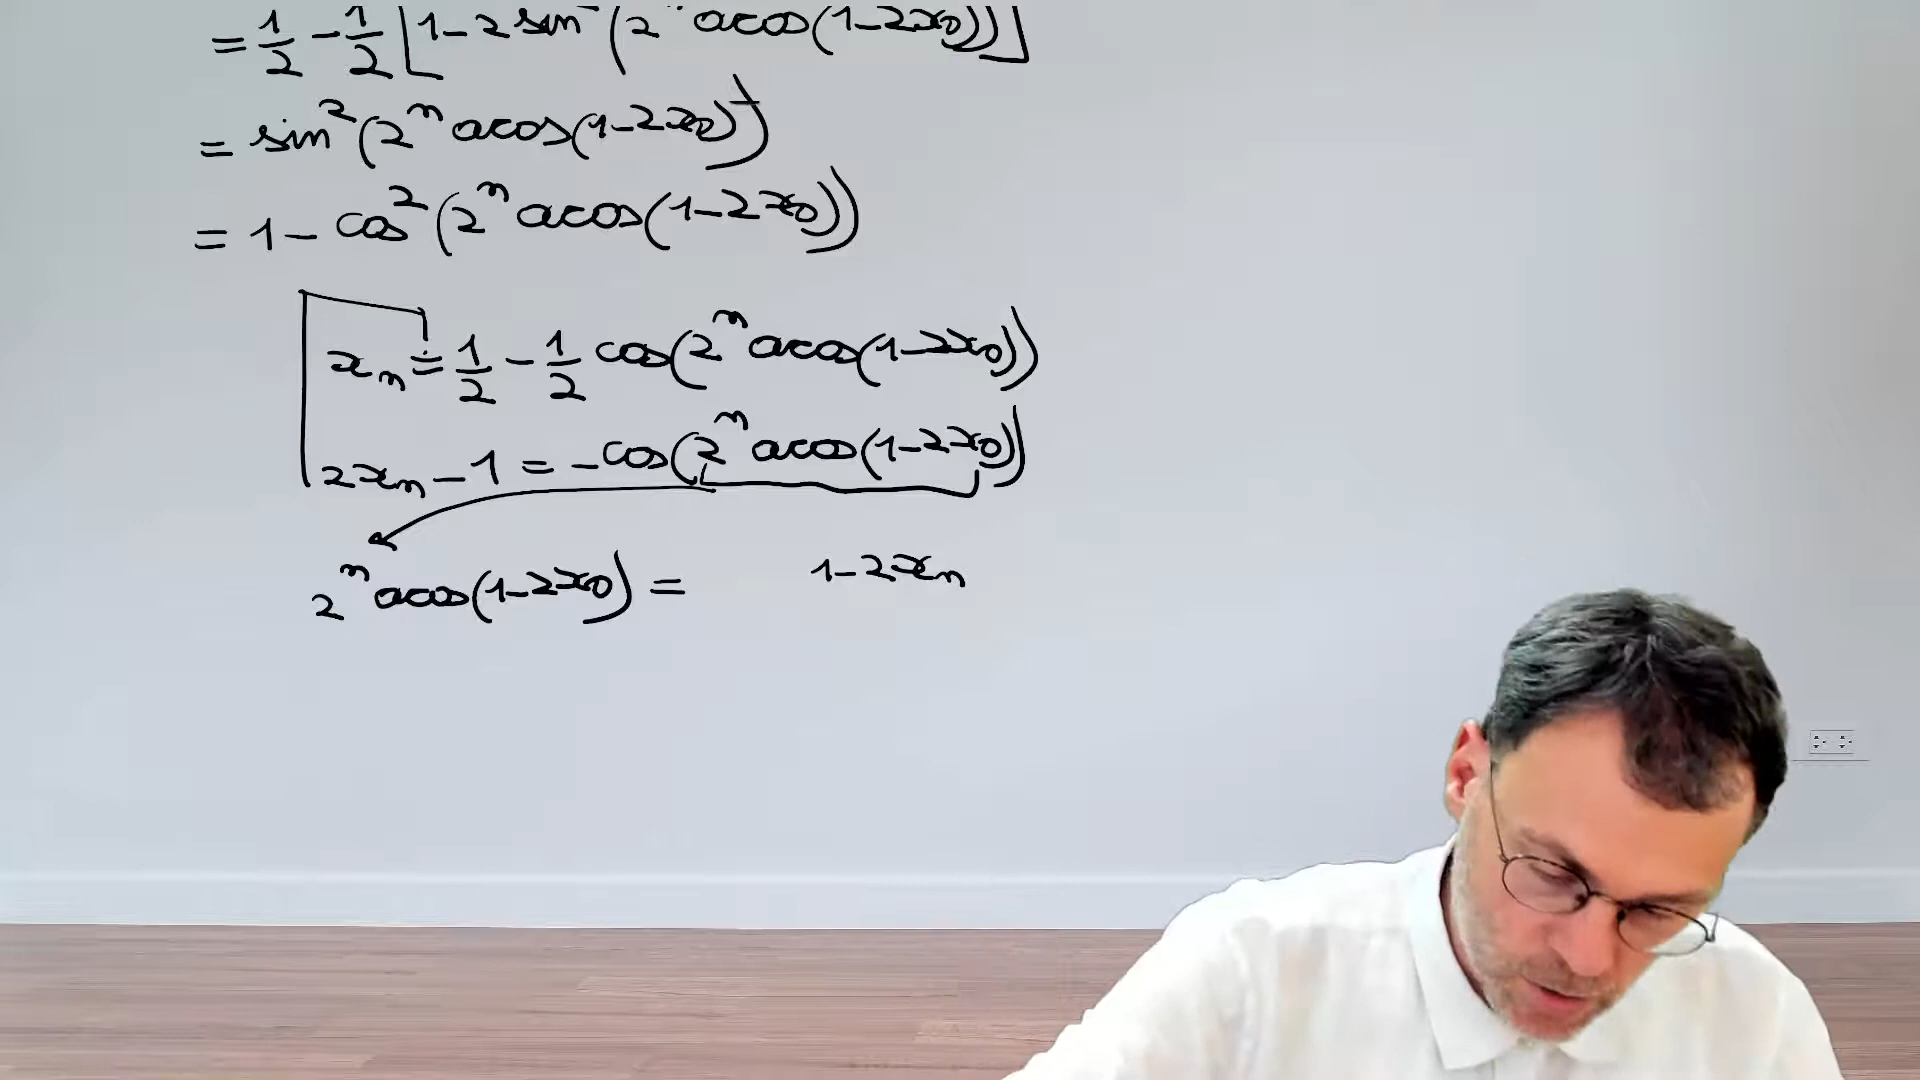 = 1/2 - 1/2 [1-2 sin² (2ⁿ acos(1-2x₀))]
= sin² (2ⁿ acos(1-2x₀))
= 1 - cos² (2ⁿ acos(1-2x₀))
xₙ = 1/2 - 1/2 cos(2ⁿ acos(1-2x₀))
2xₙ - 1 = -cos(2ⁿ acos(1-2x₀))
2ⁿ acos(1-2x₀) = 1-2xₙ